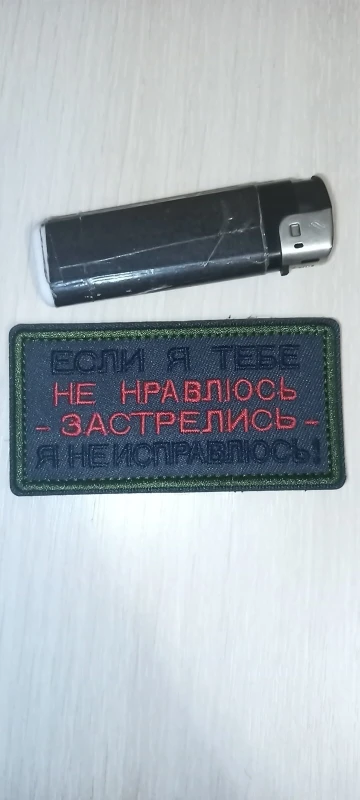 ЕСЛИ Я ТЕБЕ
НЕ НРАВЛЮСЬ
- ЗАСТРЕЛИСЬ -
Я НЕ ИСПРАВЛЮСЬ!